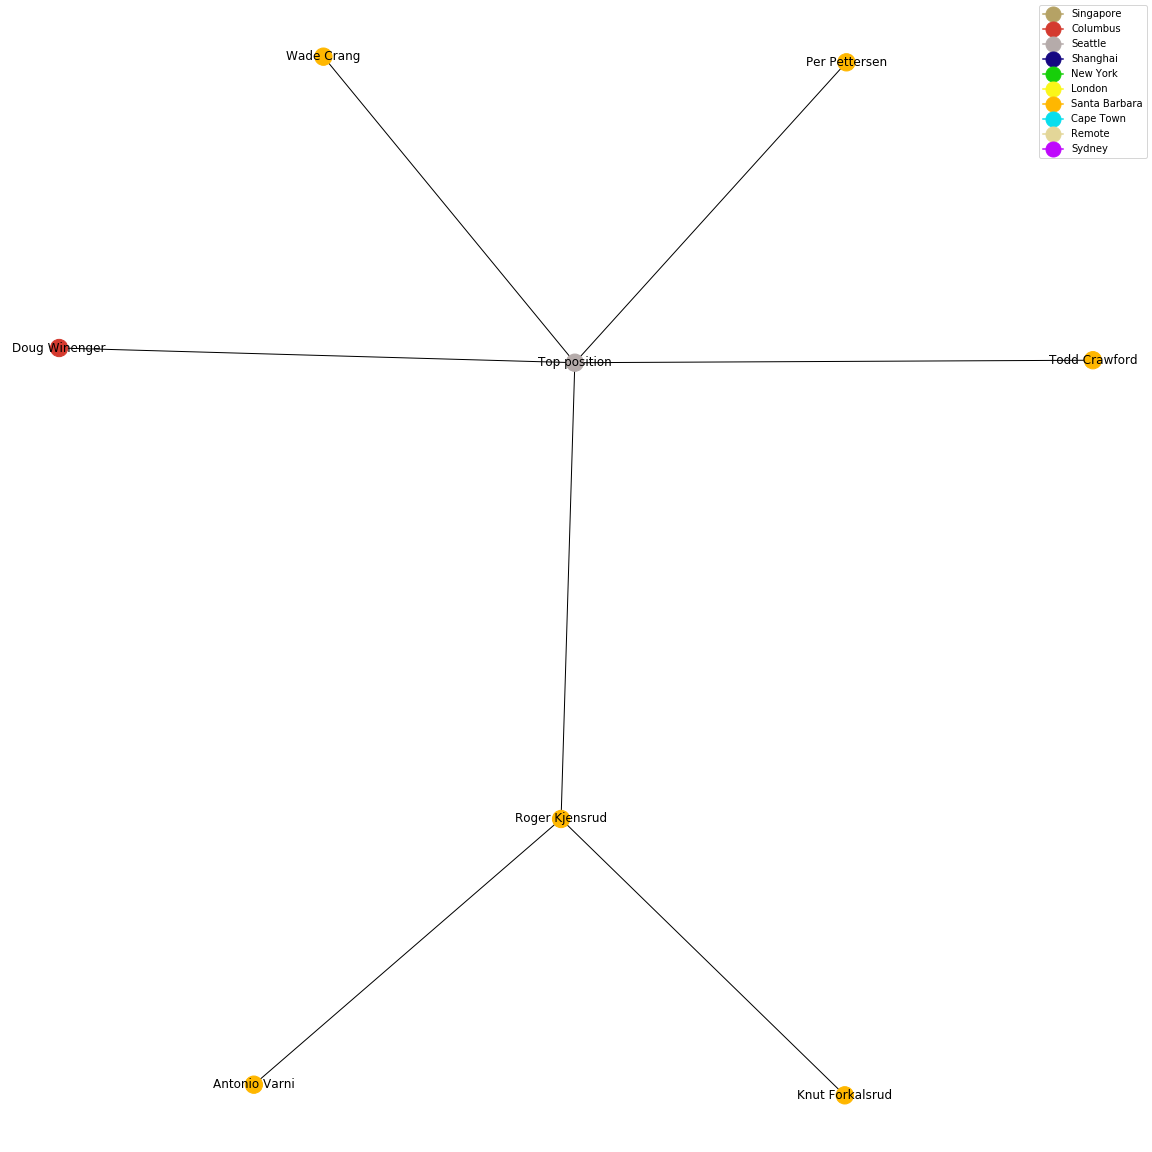 Singapore
Columbus
Seattle
Shanghai
New York
London
Santa Barbara
Cape Town
Remote
Sydney
Wade Crang
Per Pettersen
Doug Winenger
Top position
Todd Crawford
Roger Kjensrud
Antonio Varni
Knut Forkalsrud